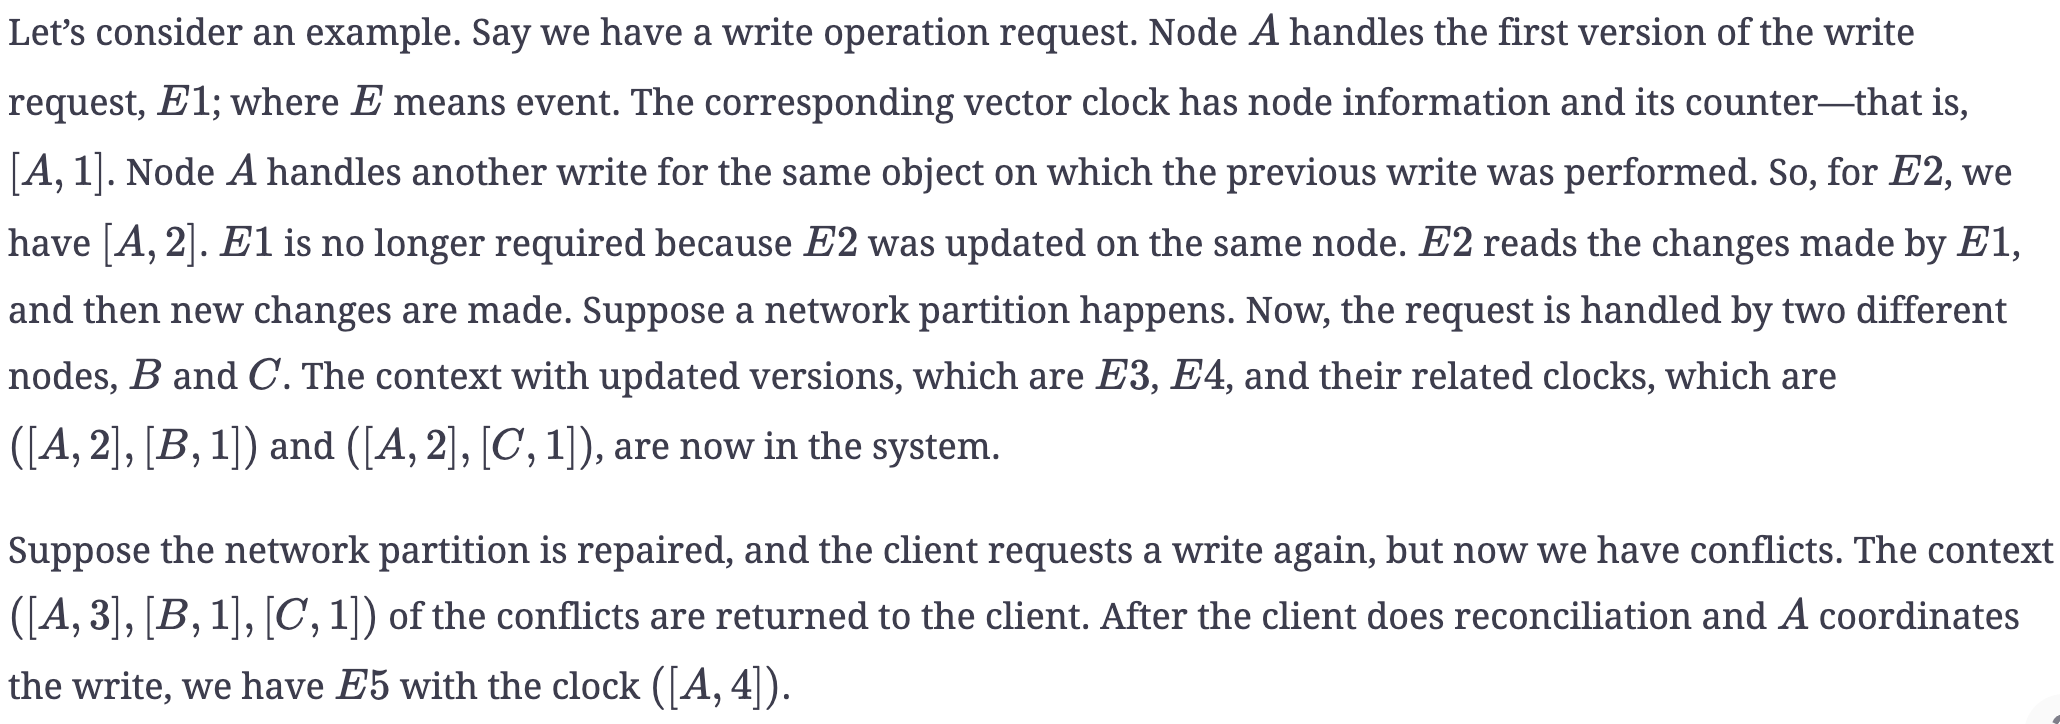 Let’s consider an example. Say we have a write operation request. Node A handles the first version of the write
request, E1; where E means event. The corresponding vector clock has node information and its counter—that is,
[A, 1]. Node A handles another write for the same object on which the previous write was performed. So, for E2, we
have [A, 2]. E1 is no longer required because E2 was updated on the same node. E2 reads the changes made by E1,
and then new changes are made. Suppose a network partition happens. Now, the request is handled by two different
nodes, B and C. The context with updated versions, which are E3, E4, and their related clocks, which are
([A, 2], [B, 1]) and ([A, 2], [C, 1]), are now in the system.
Suppose the network partition is repaired, and the client requests a write again, but now we have conflicts. The context
([A, 3], [B, 1], [C, 1]) of the conflicts are returned to the client. After the client does reconciliation and A coordinates
the write, we have E5 with the clock ([A, 4]).